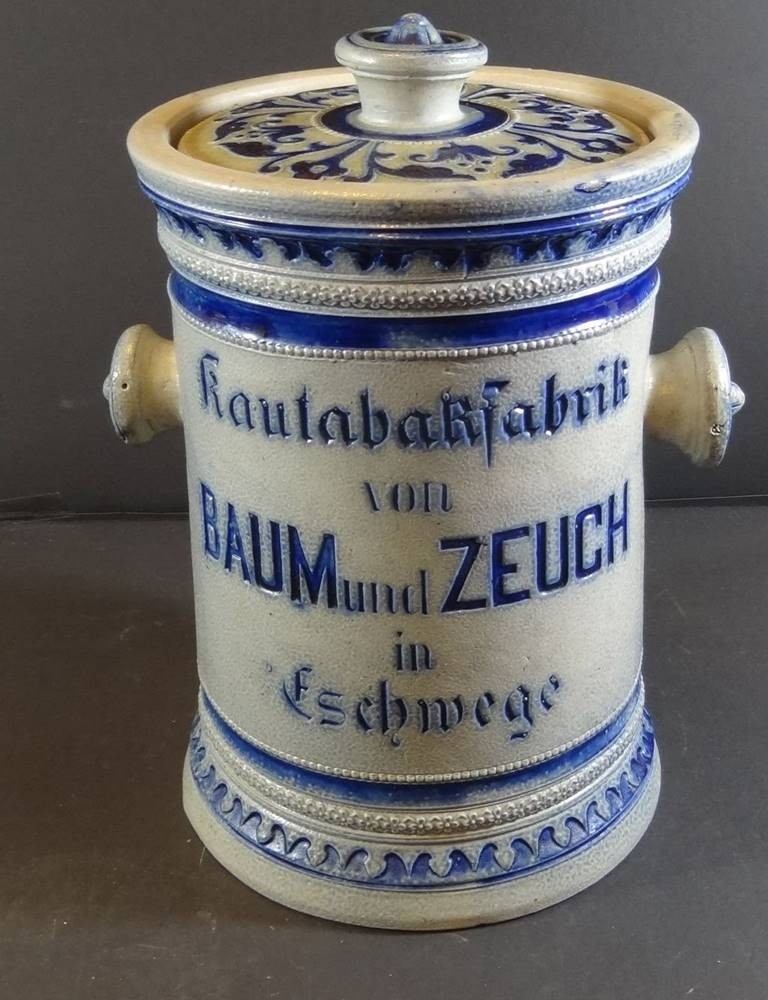 Kautabakfabrik
von
BAUM und ZEUCH
in
Eschwege